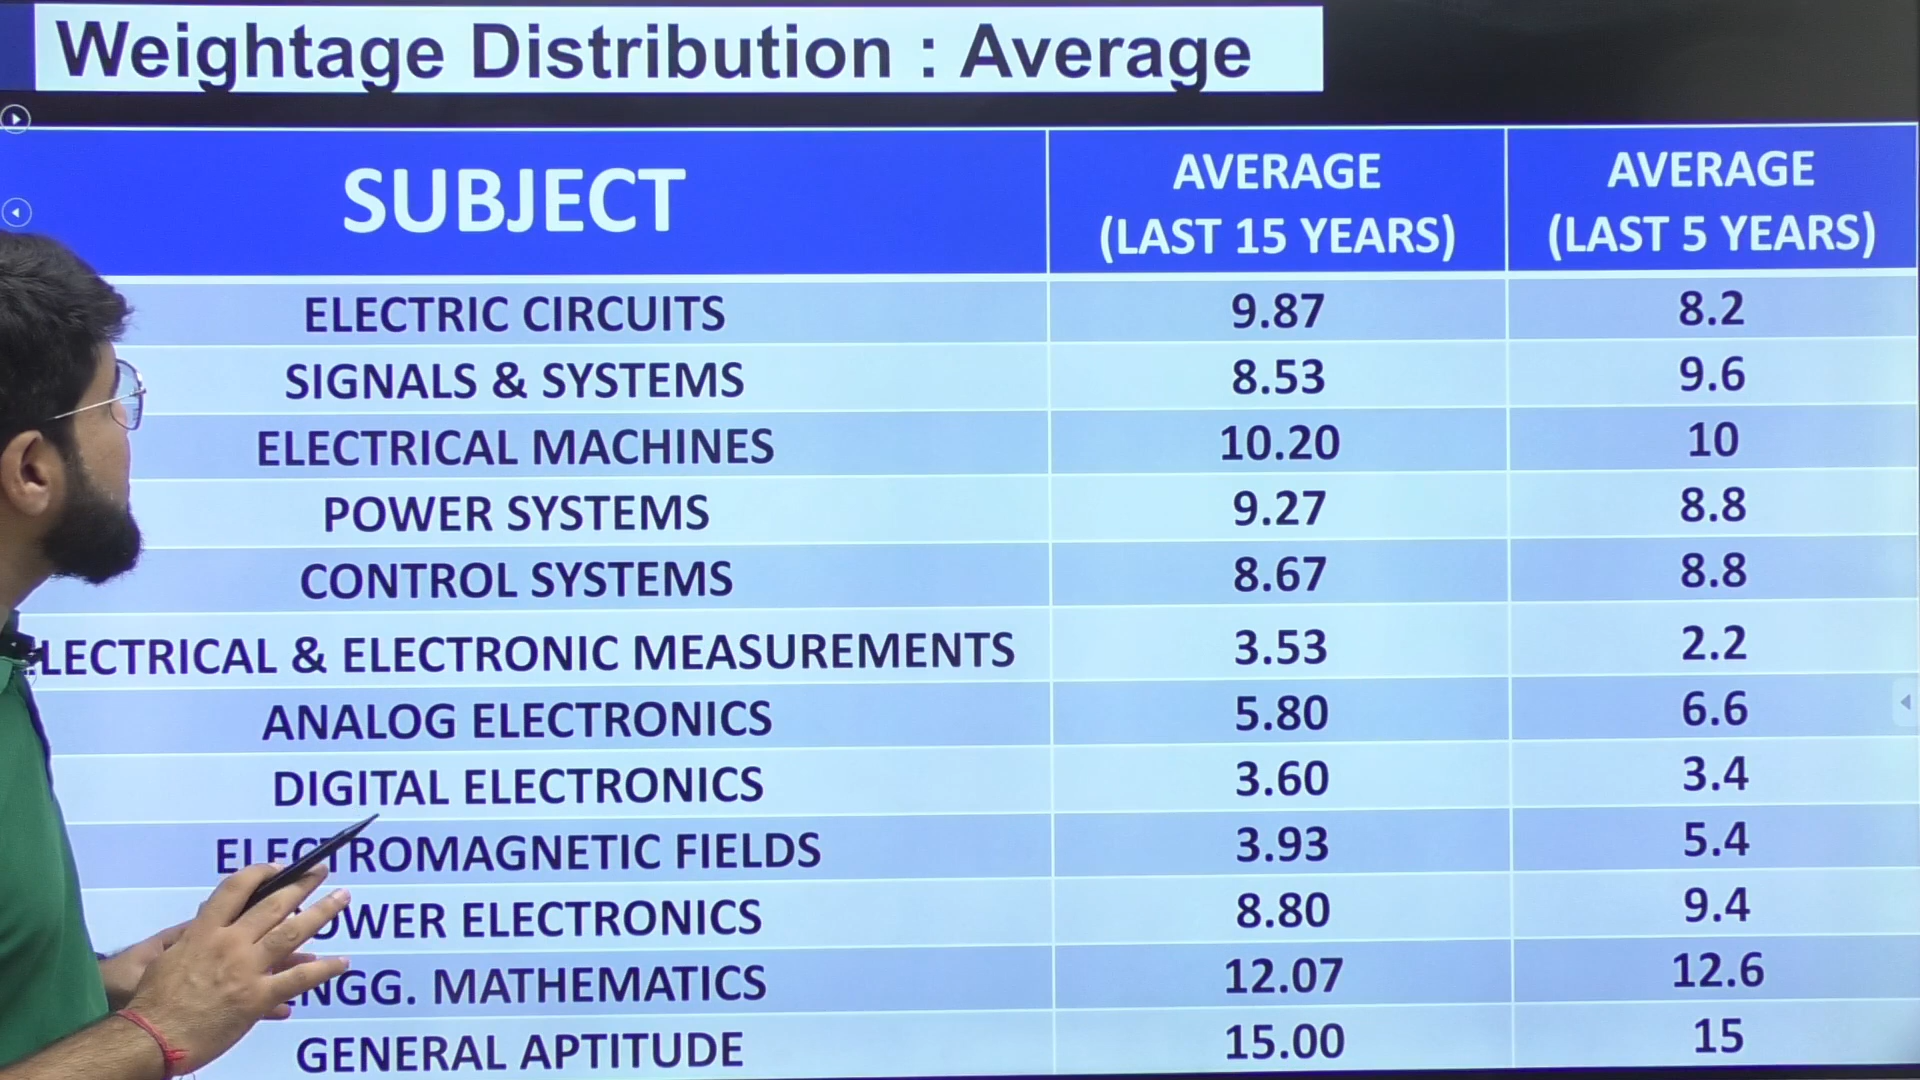 Weightage Distribution : Average
SUBJECT
AVERAGE
(LAST 15 YEARS)
AVERAGE
(LAST 5 YEARS)
ELECTRIC CIRCUITS 9.87 8.2
SIGNALS & SYSTEMS 8.53 9.6
ELECTRICAL MACHINES 10.20 10
POWER SYSTEMS 9.27 8.8
CONTROL SYSTEMS 8.67 8.8
LECTRICAL & ELECTRONIC MEASUREMENTS 3.53 2.2
ANALOG ELECTRONICS 5.80 6.6
DIGITAL ELECTRONICS 3.60 3.4
ELECTROMAGNETIC FIELDS 3.93 5.4
OWER ELECTRONICS 8.80 9.4
NGG. MATHEMATICS 12.07 12.6
GENERAL APTITUDE 15.00 15